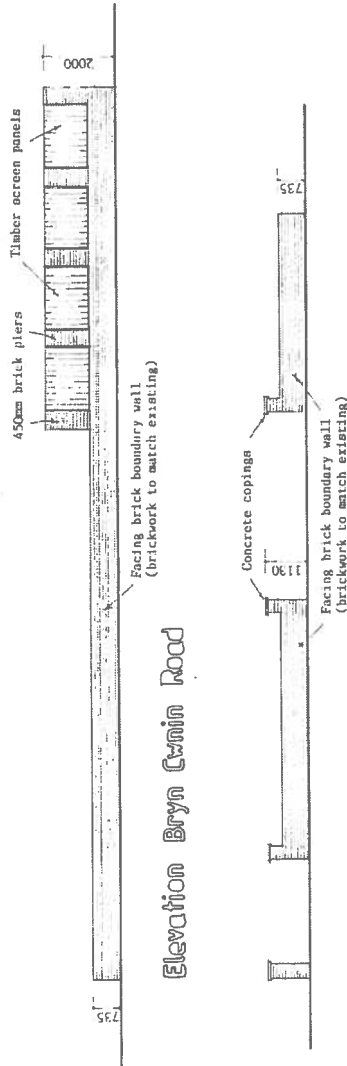 450mm brick piers
Timber screen panels
2000
735
Facing brick boundary wall
(brickwork to match existing)
Elevation Bryn Cwnin Road
Concrete copings
1130
735
Facing brick boundary wall
(brickwork to match existing)